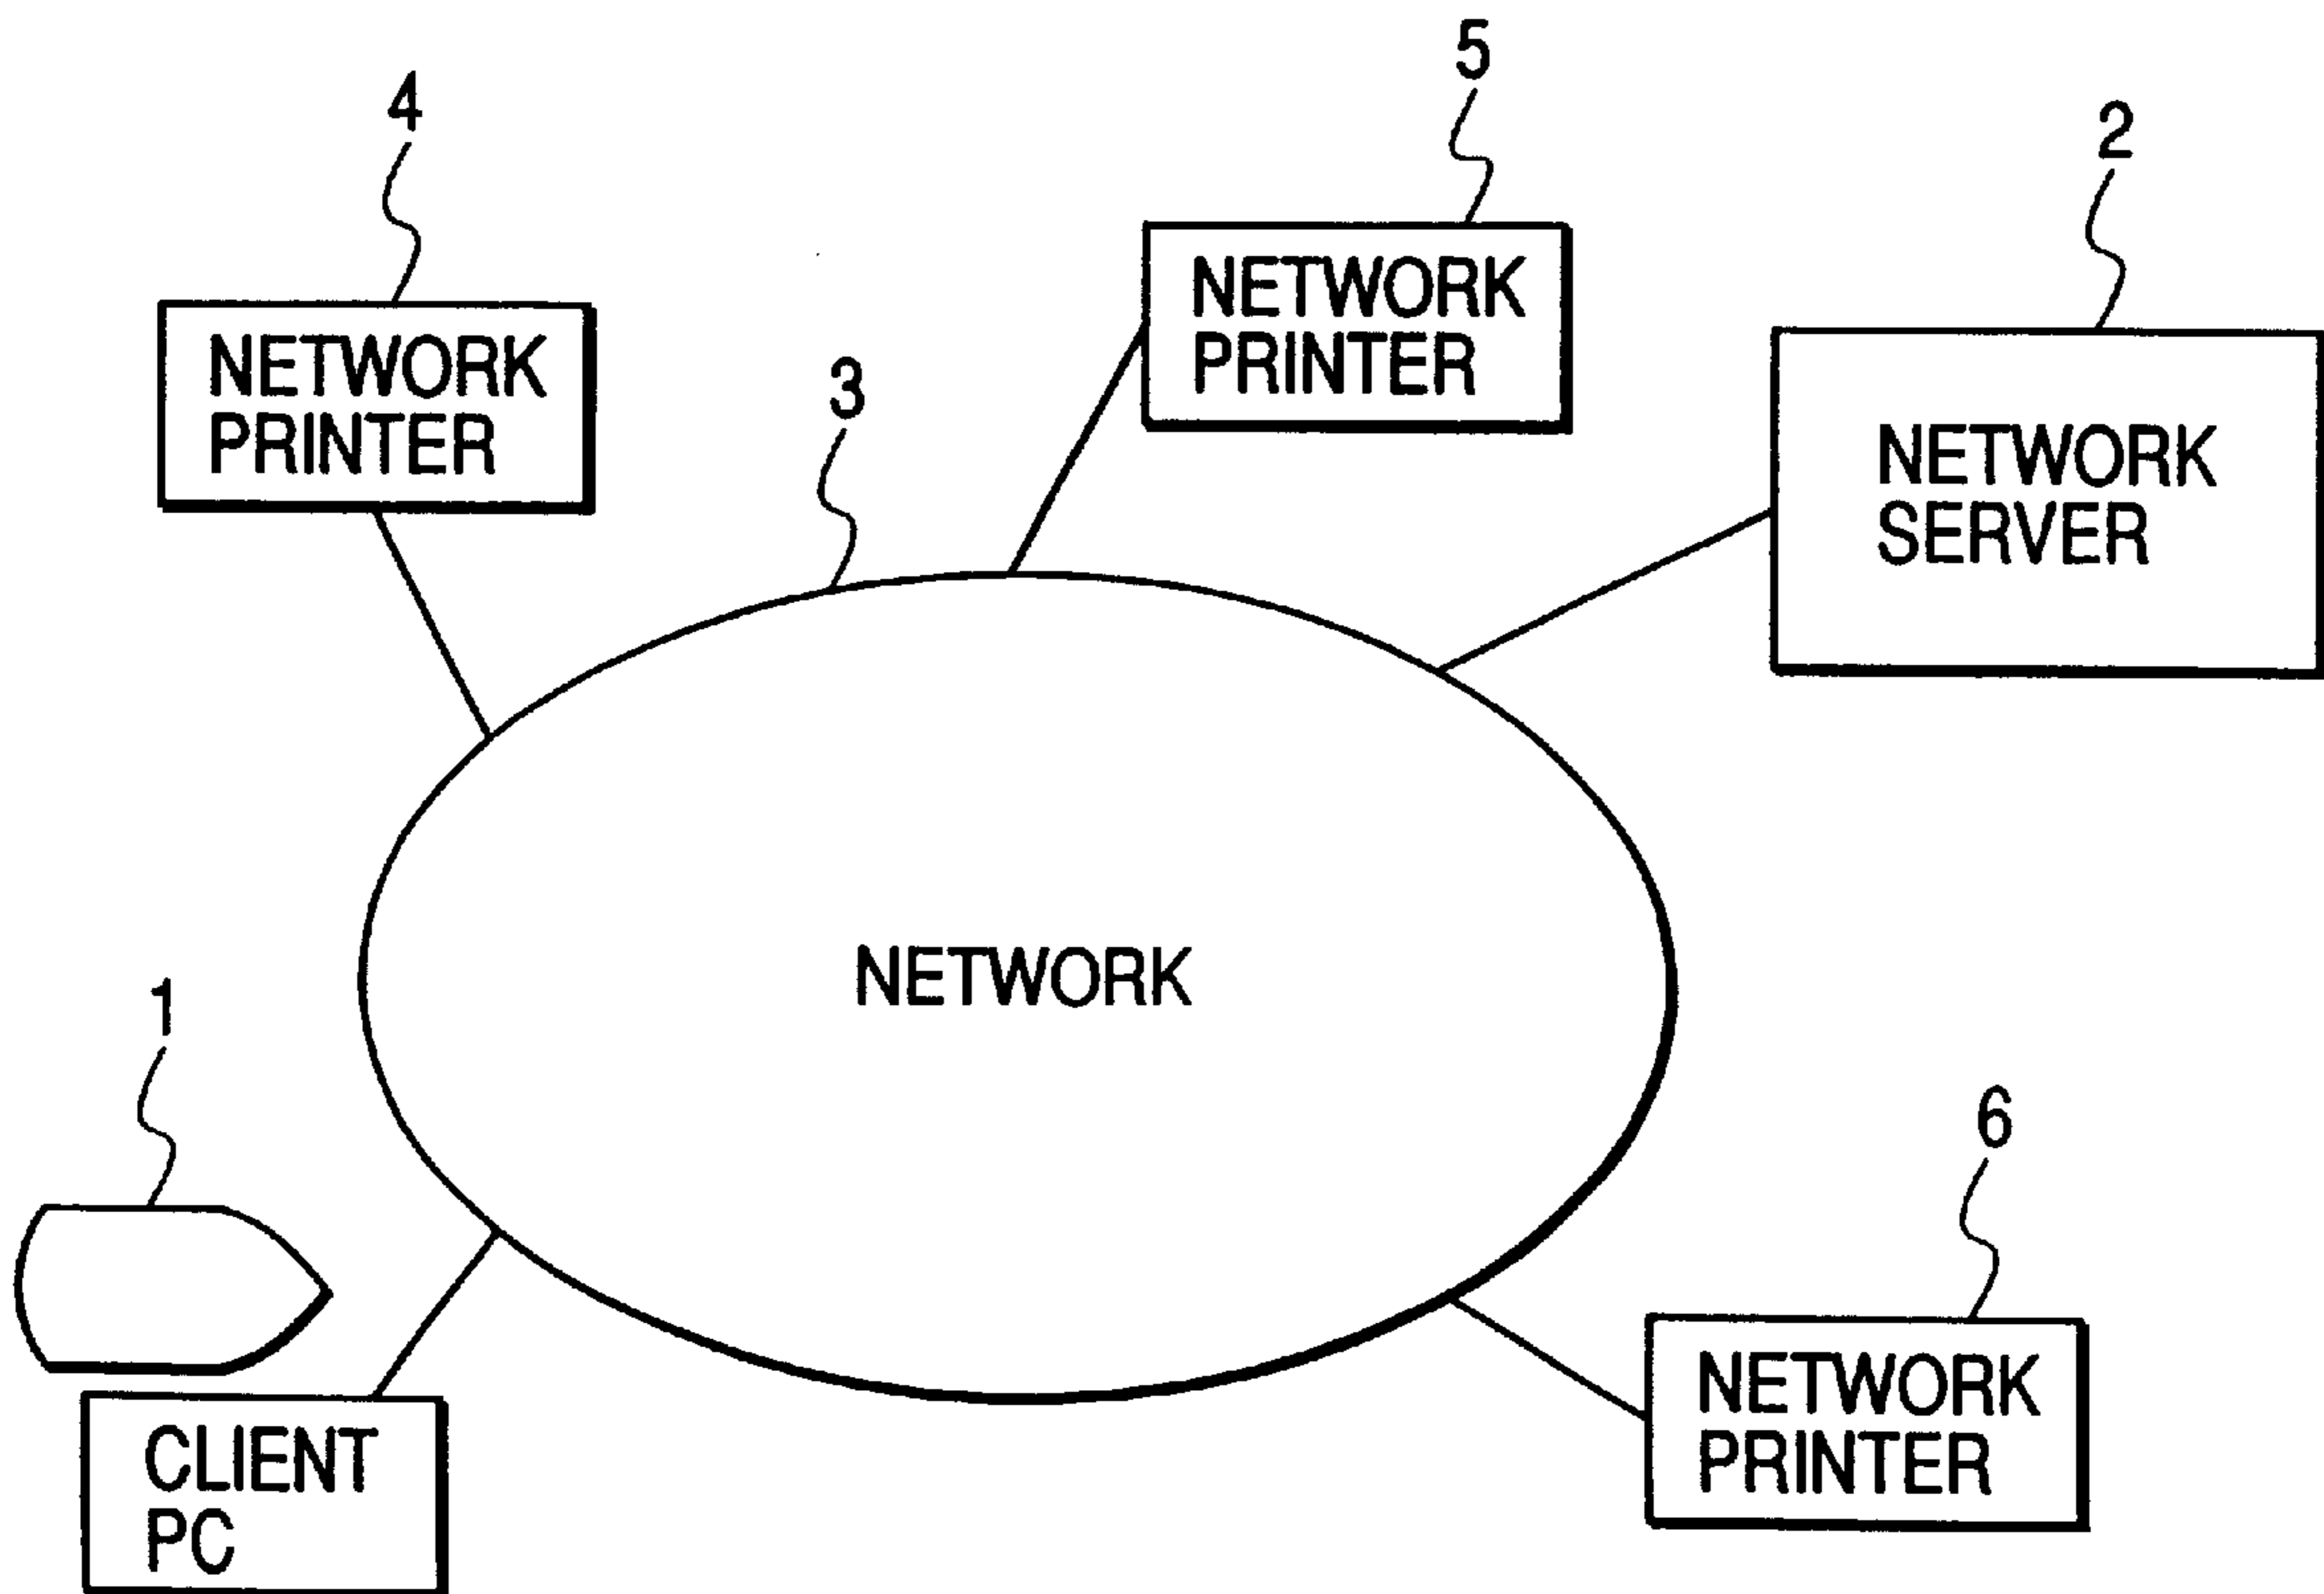 5
4
2
NETWORK
PRINTER
NETWORK
PRINTER
3
NETWORK
SERVER
NETWORK
1
6
NETWORK
PRINTER
CLIENT
PC